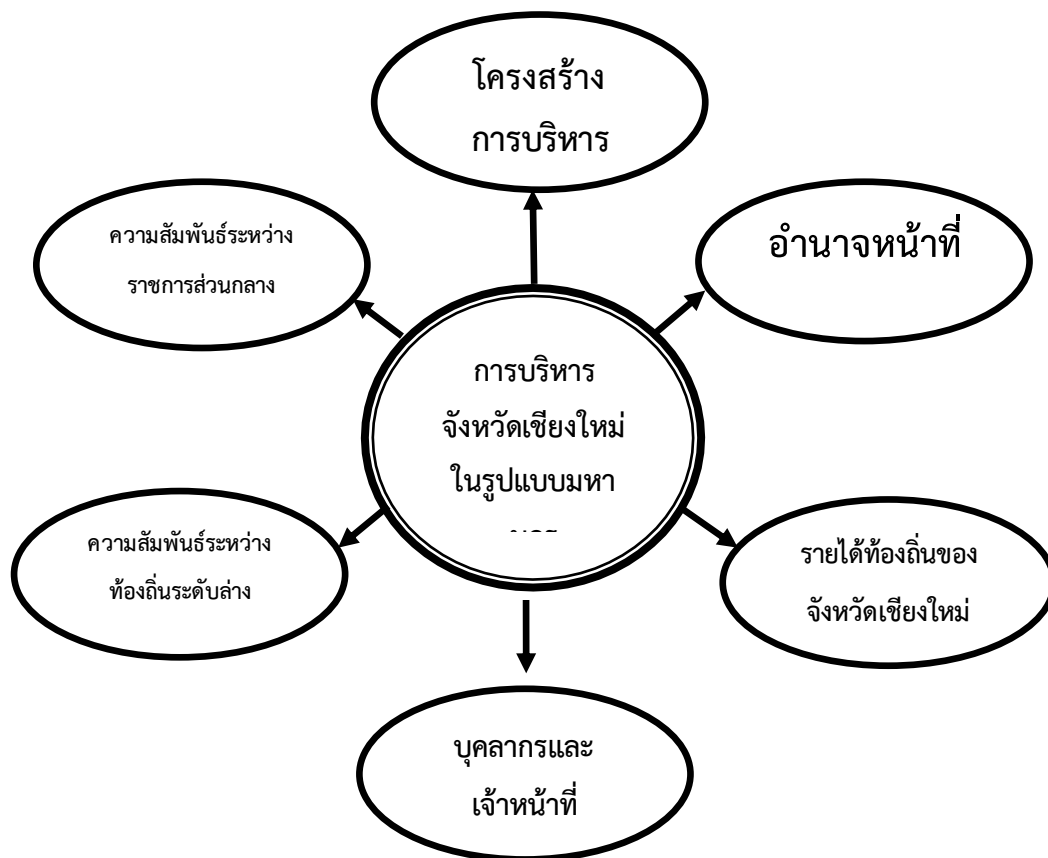 โครงสร้าง
การบริหาร
ความสัมพันธ์ระหว่าง
ราชการส่วนกลาง
อำนาจหน้าที่
การบริหาร
จังหวัดเชียงใหม่
ในรูปแบบมหา
ความสัมพันธ์ระหว่าง
ท้องถิ่นระดับล่าง
รายได้ท้องถิ่นของ
จังหวัดเชียงใหม่
บุคลากรและ
เจ้าหน้าที่